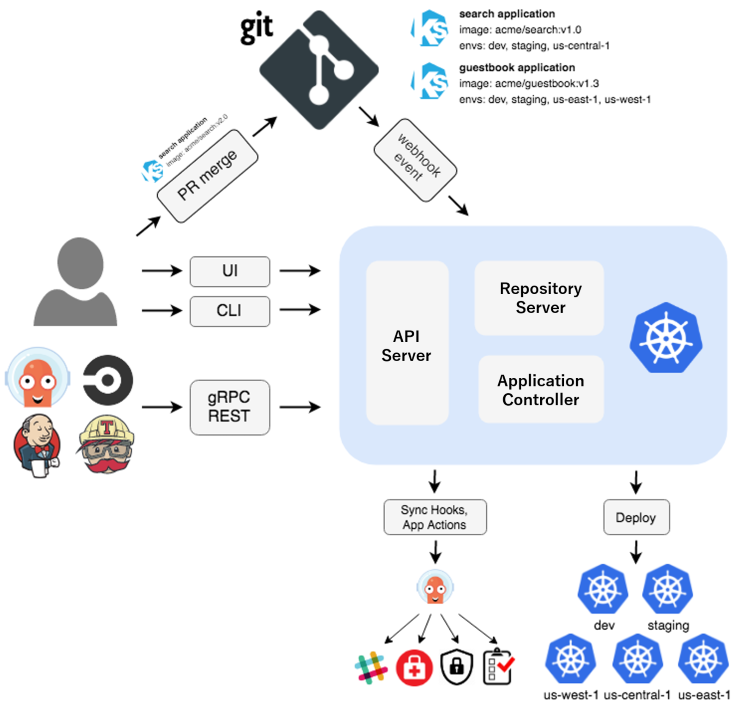 git
search application
image: acme/search:v1.0
envs: dev, staging, us-central-1
guestbook application
image: acme/guestbook:v1.3
envs: dev, staging, us-east-1, us-west-1
search application
image: acme/search:v2.0
PR merge
webhook
event
UI
CLI
gRPC
REST
API
Server
Repository
Server
Application
Controller
Sync Hooks,
App Actions
Deploy
dev
staging
us-west-1
us-central-1
us-east-1
KS
KS
KS
T